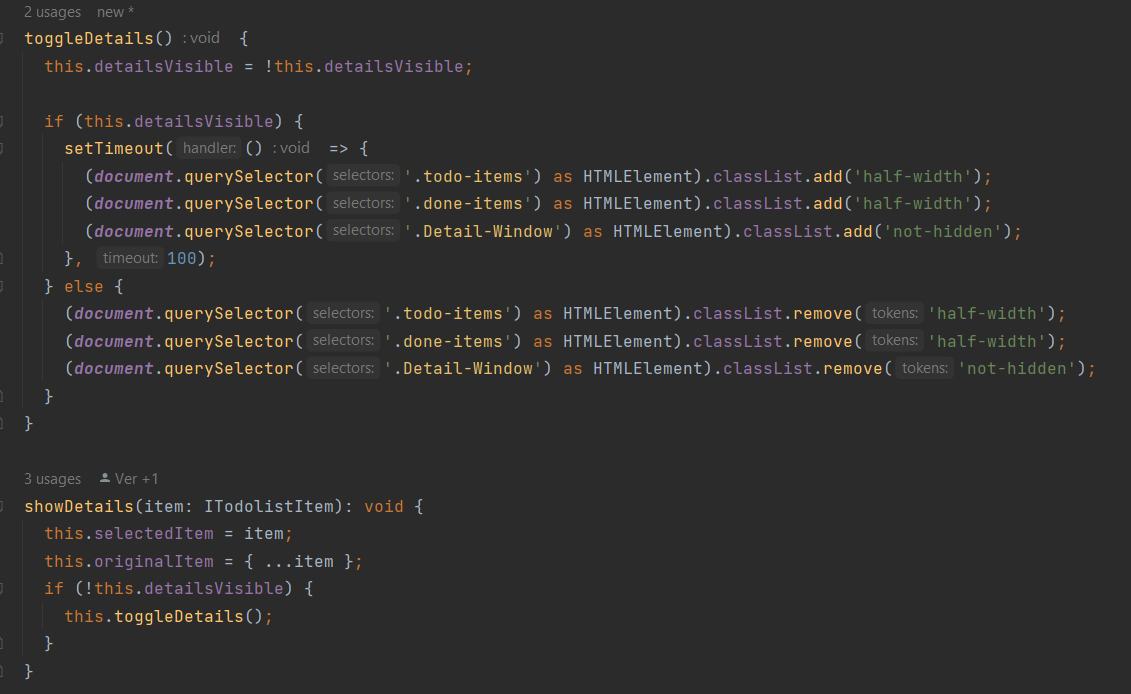 2 usages new *
toggleDetails() : void {
this.detailsVisible = !this.detailsVisible;
if (this.detailsVisible) {
setTimeout( handler: () : void => {
(document.querySelector( selectors: '.todo-items') as HTMLElement).classList.add('half-width');
(document.querySelector( selectors: '.done-items') as HTMLElement).classList.add('half-width');
(document.querySelector( selectors: '.Detail-Window') as HTMLElement).classList.add('not-hidden');
}, timeout: 100);
} else {
(document.querySelector( selectors: '.todo-items') as HTMLElement).classList.remove( tokens: 'half-width');
(document.querySelector( selectors: '.done-items') as HTMLElement).classList.remove( tokens: 'half-width');
(document.querySelector( selectors: '.Detail-Window') as HTMLElement).classList.remove( tokens: 'not-hidden');
}
}
3 usages Ver +1
showDetails(item: ITodolistItem): void {
this.selectedItem = item;
this.originalItem = { ...item };
if (!this.detailsVisible) {
this.toggleDetails();
}
}